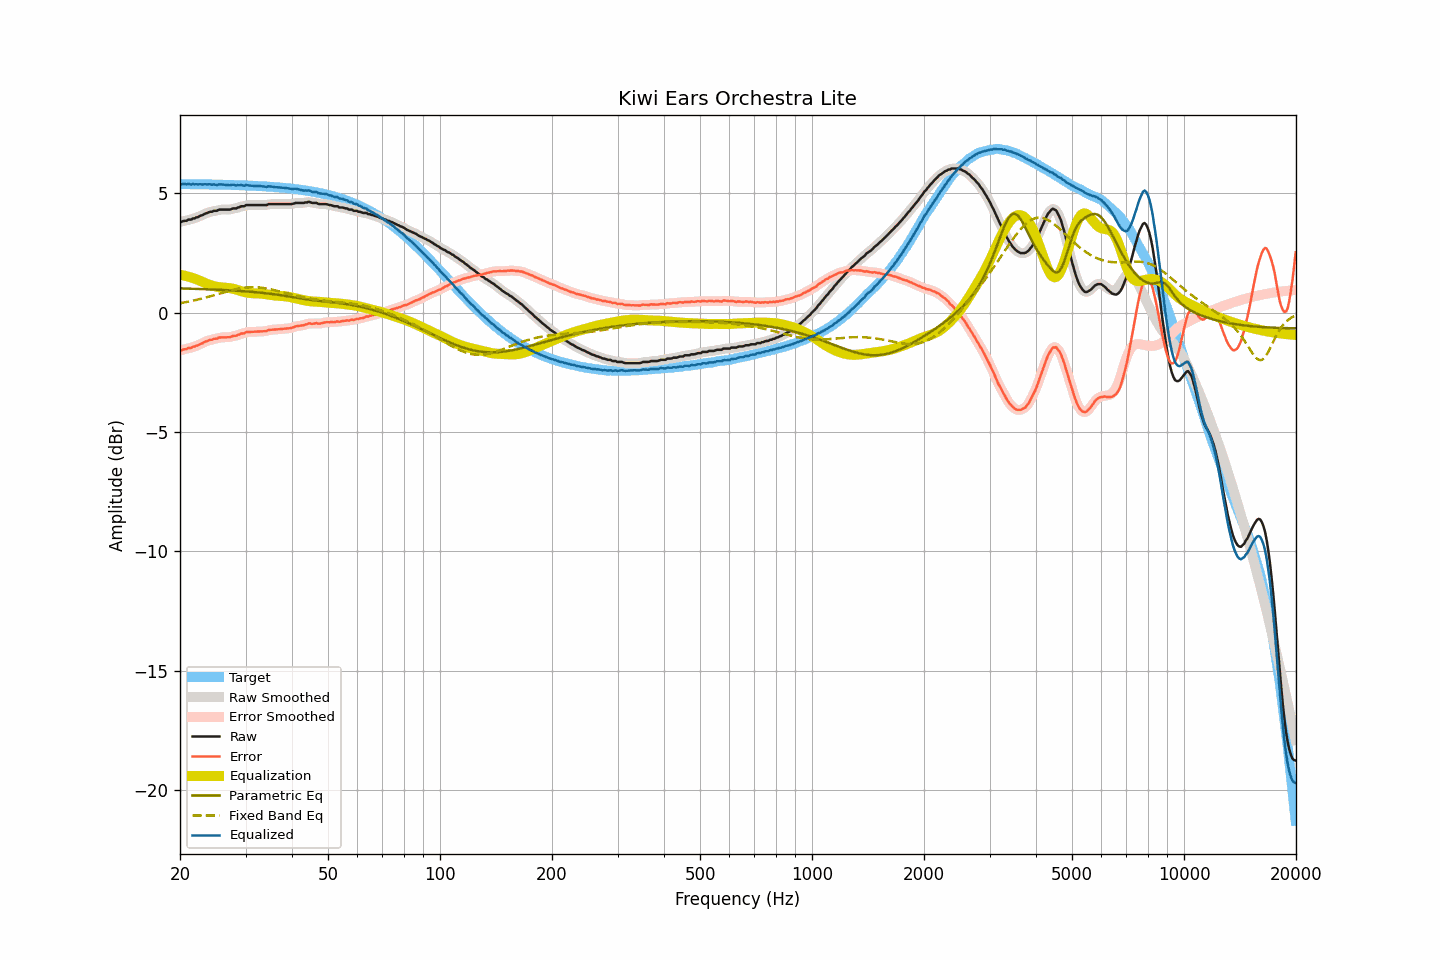 Kiwi Ears Orchestra Lite
Amplitude (dBr)
5
0
−5
−10
−15
−20
Target
Raw Smoothed
Error Smoothed
Raw
Error
Equalization
Parametric Eq
Fixed Band Eq
Equalized
20 50 100 200 500 1000 2000 5000 10000 20000
Frequency (Hz)